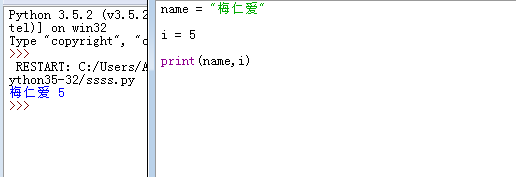 Python 3.5.2 (v3.5.2
tel)] on win32
Type "copyright", "c
>>>
RESTART: C:/Users/A
ython35-32/ssss.py
梅仁爱 5
>>>
name = "梅仁爱"
i = 5
print(name,i)